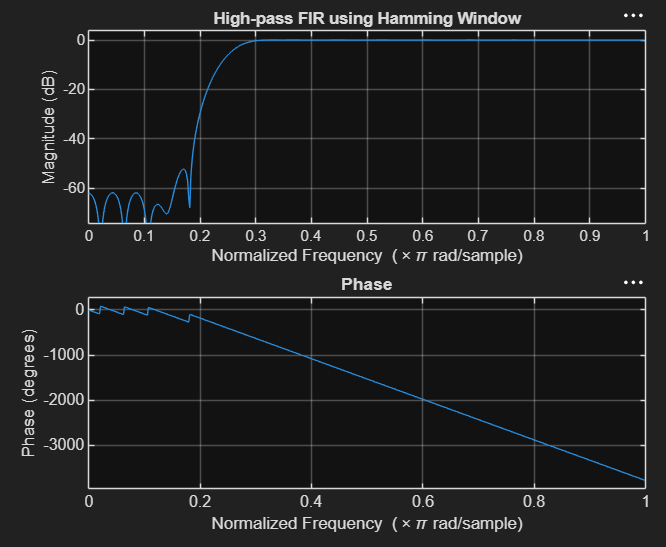 High-pass FIR using Hamming Window
0
-20
-40
-60
Magnitude (dB)
0 0.1 0.2 0.3 0.4 0.5 0.6 0.7 0.8 0.9 1
Normalized Frequency (× π rad/sample)
Phase
0
-1000
-2000
-3000
Phase (degrees)
0 0.2 0.4 0.6 0.8 1
Normalized Frequency (× π rad/sample)